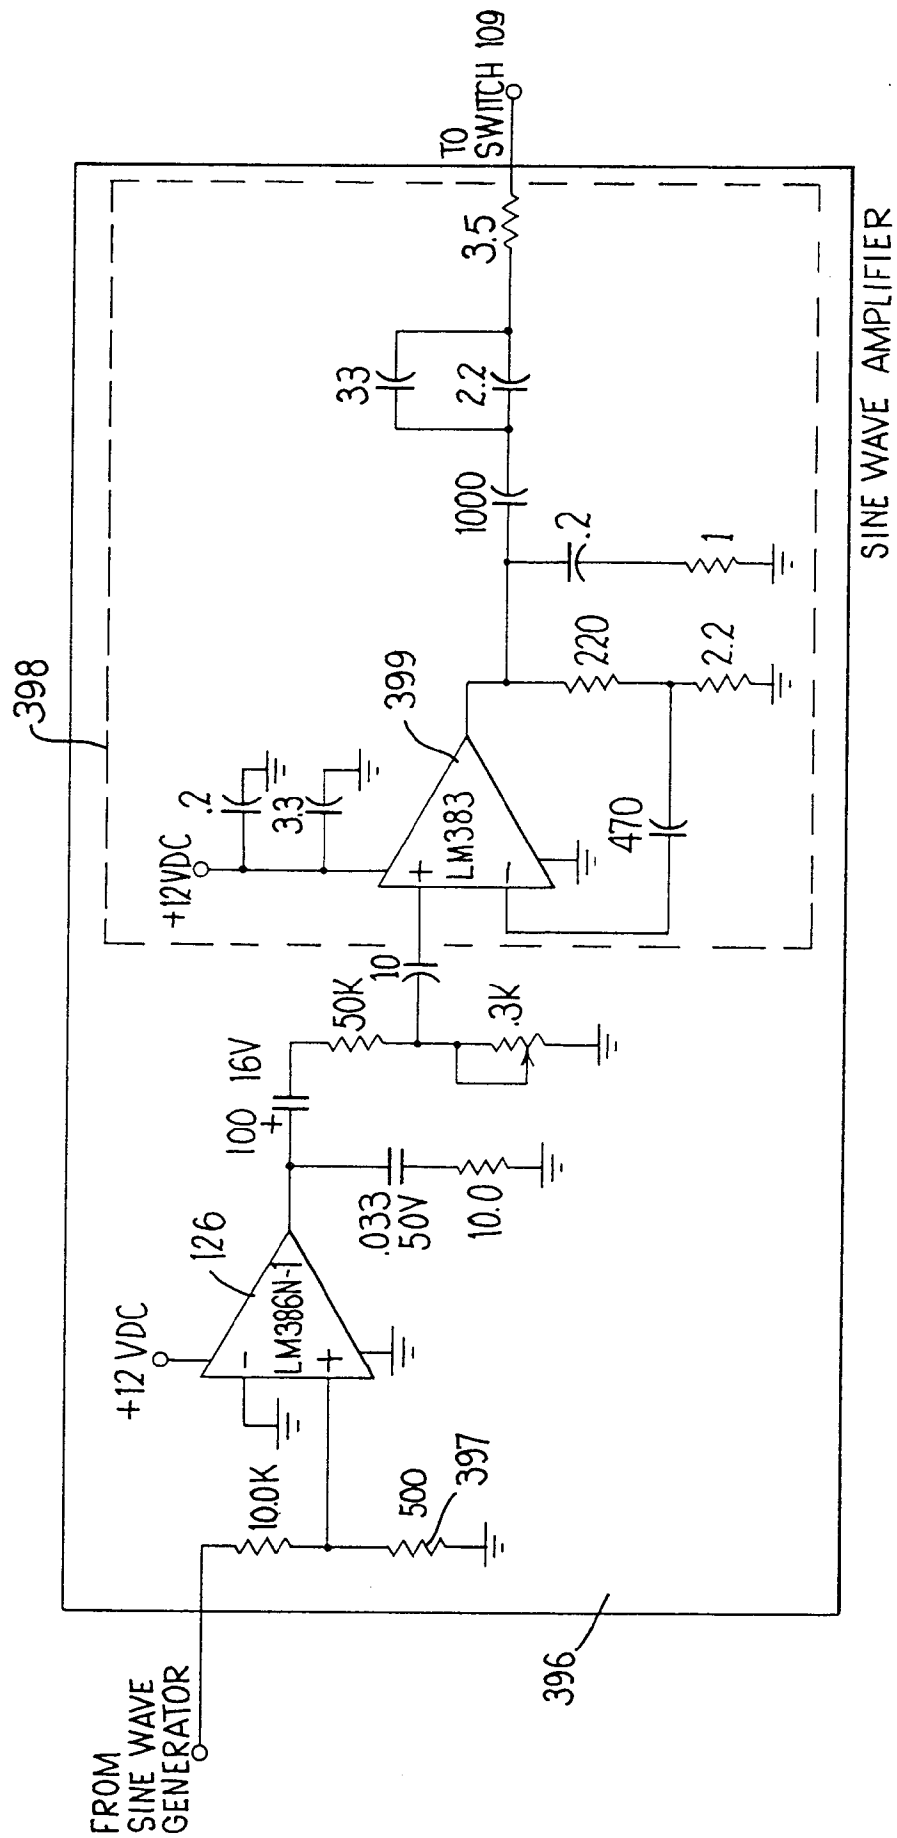 FROM
SINE WAVE
GENERATOR
396
10.0K
500
397
+12 VDC
126
LM386N-1
-
+
.033
50V
10.0
100
+
16V
50K
10
.3K
398
+12VDC
.2
3.3
399
LM383
+
-
470
220
2.2
.2
1
1000
33
2.2
3.5
TO
SWITCH 109
SINE WAVE AMPLIFIER